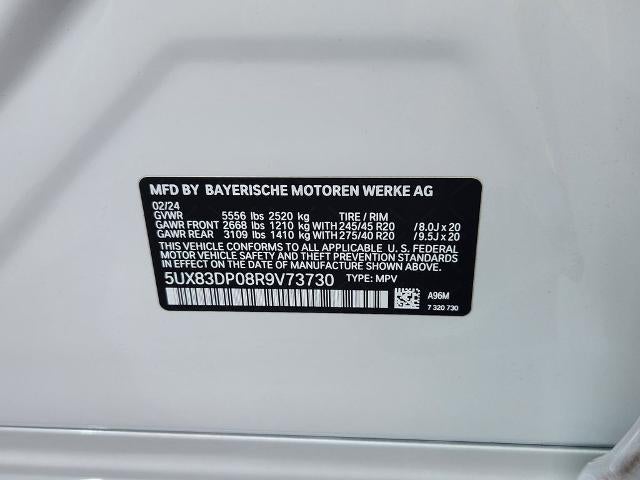 MFD BY BAYERISCHE MOTOREN WERKE AG
02/24
GVWR 5556 lbs 2520 kg TIRE / RIM
GAWR FRONT 2668 lbs 1210 kg WITH 245/45 R20 /8.0J x 20
GAWR REAR 3109 lbs 1410 kg WITH 275/40 R20 /9.5J x 20
THIS VEHICLE CONFORMS TO ALL APPLICABLE U. S. FEDERAL
MOTOR VEHICLE SAFETY AND THEFT PREVENTION STANDARDS
IN EFFECT ON THE DATE OF MANUFACTURE SHOWN ABOVE.
5UX83DP08R9V73730 TYPE: MPV
A96M
7 320 730